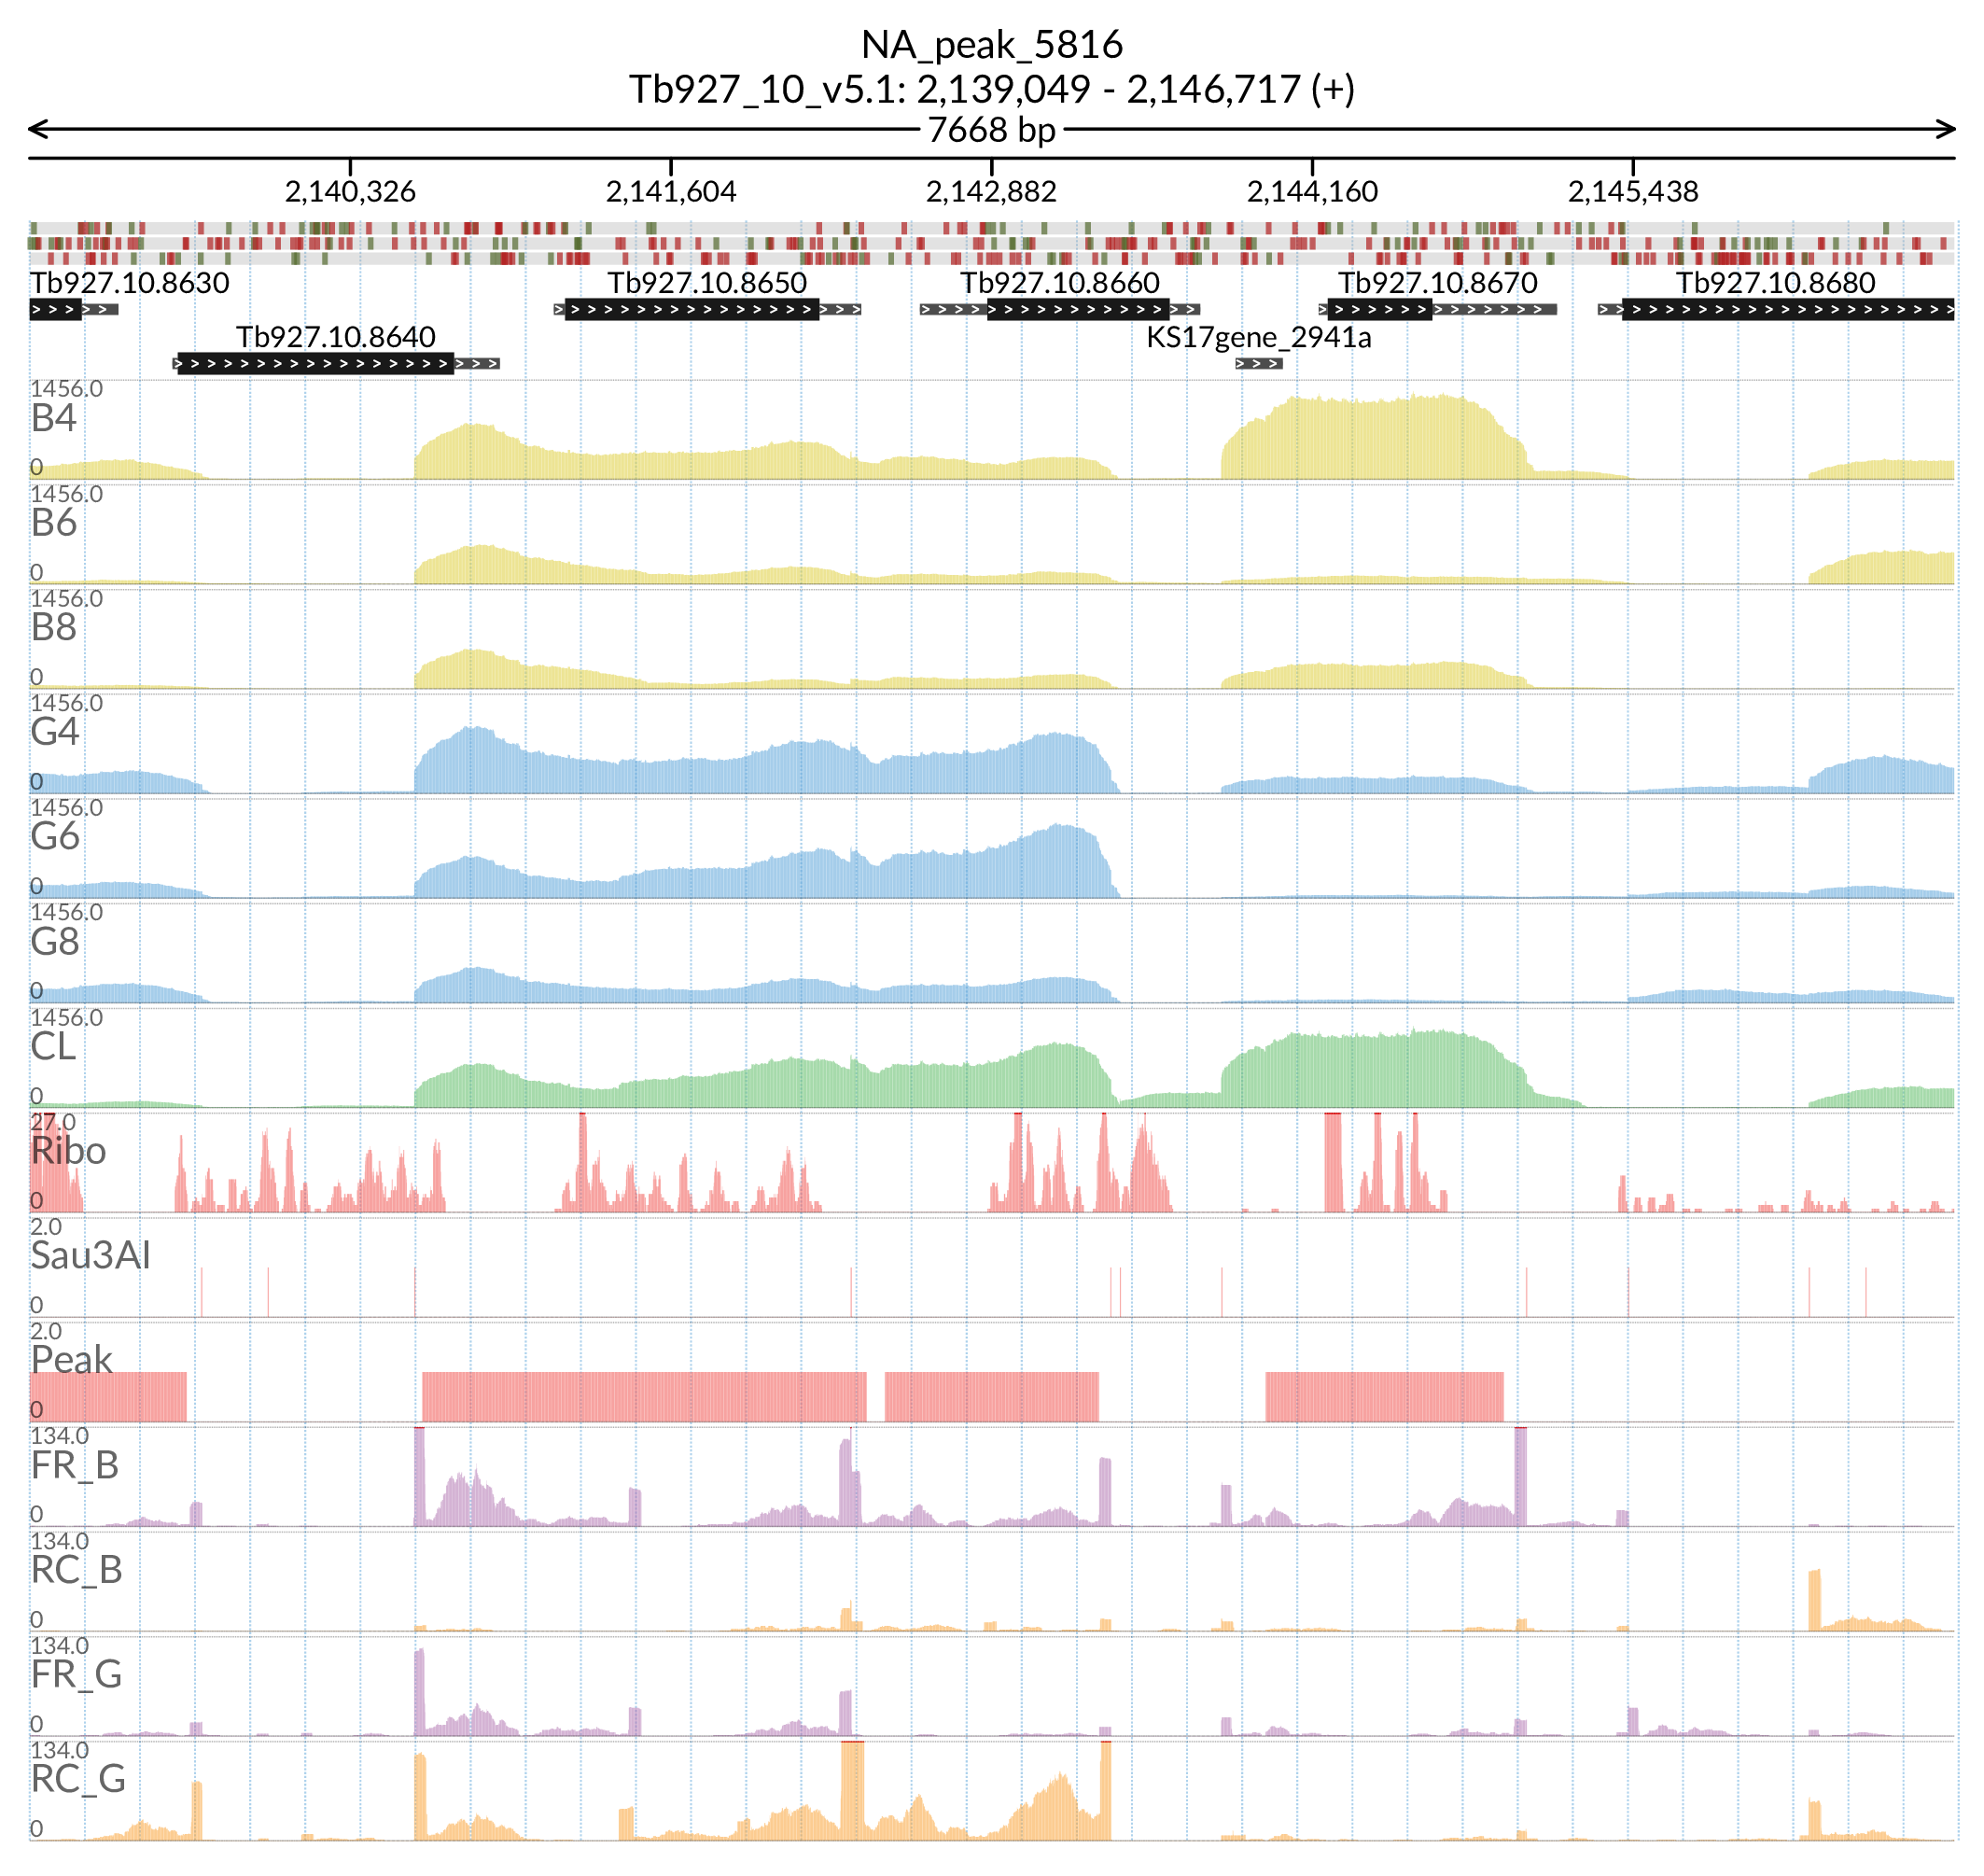 NA_peak_5816
Tb927_10_v5.1: 2,139,049 - 2,146,717 (+)
7668 bp
2,140,326 2,141,604 2,142,882 2,144,160 2,145,438
Tb927.10.8630 Tb927.10.8650 Tb927.10.8660 Tb927.10.8670 Tb927.10.8680
Tb927.10.8640 KS17gene_2941a
1456.0
B4
0
1456.0
B6
0
1456.0
B8
0
1456.0
G4
0
1456.0
G6
0
1456.0
G8
0
1456.0
CL
0
27.0
Ribo
0
2.0
Sau3AI
0
2.0
Peak
0
134.0
FR_B
0
134.0
RC_B
0
134.0
FR_G
0
134.0
RC_G
0